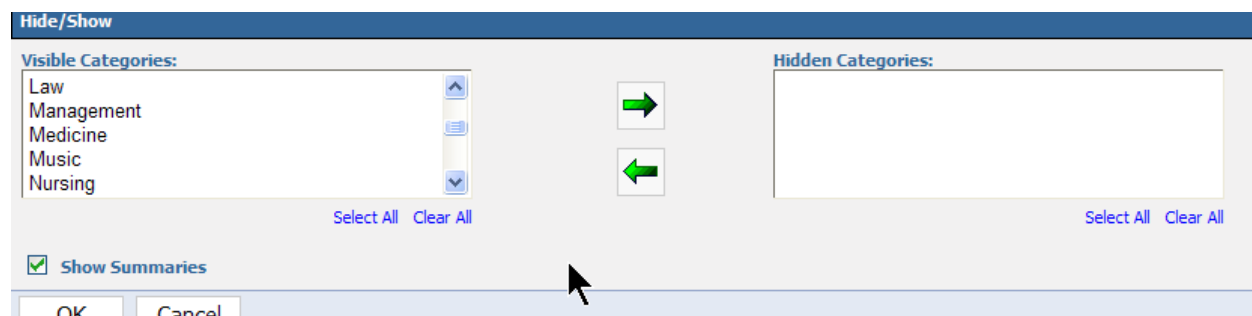 Hide/Show
Visible Categories:
Hidden Categories:
Law
Management
Medicine
Music
Nursing
Select All Clear All
Select All Clear All
Show Summaries
OK Cancel